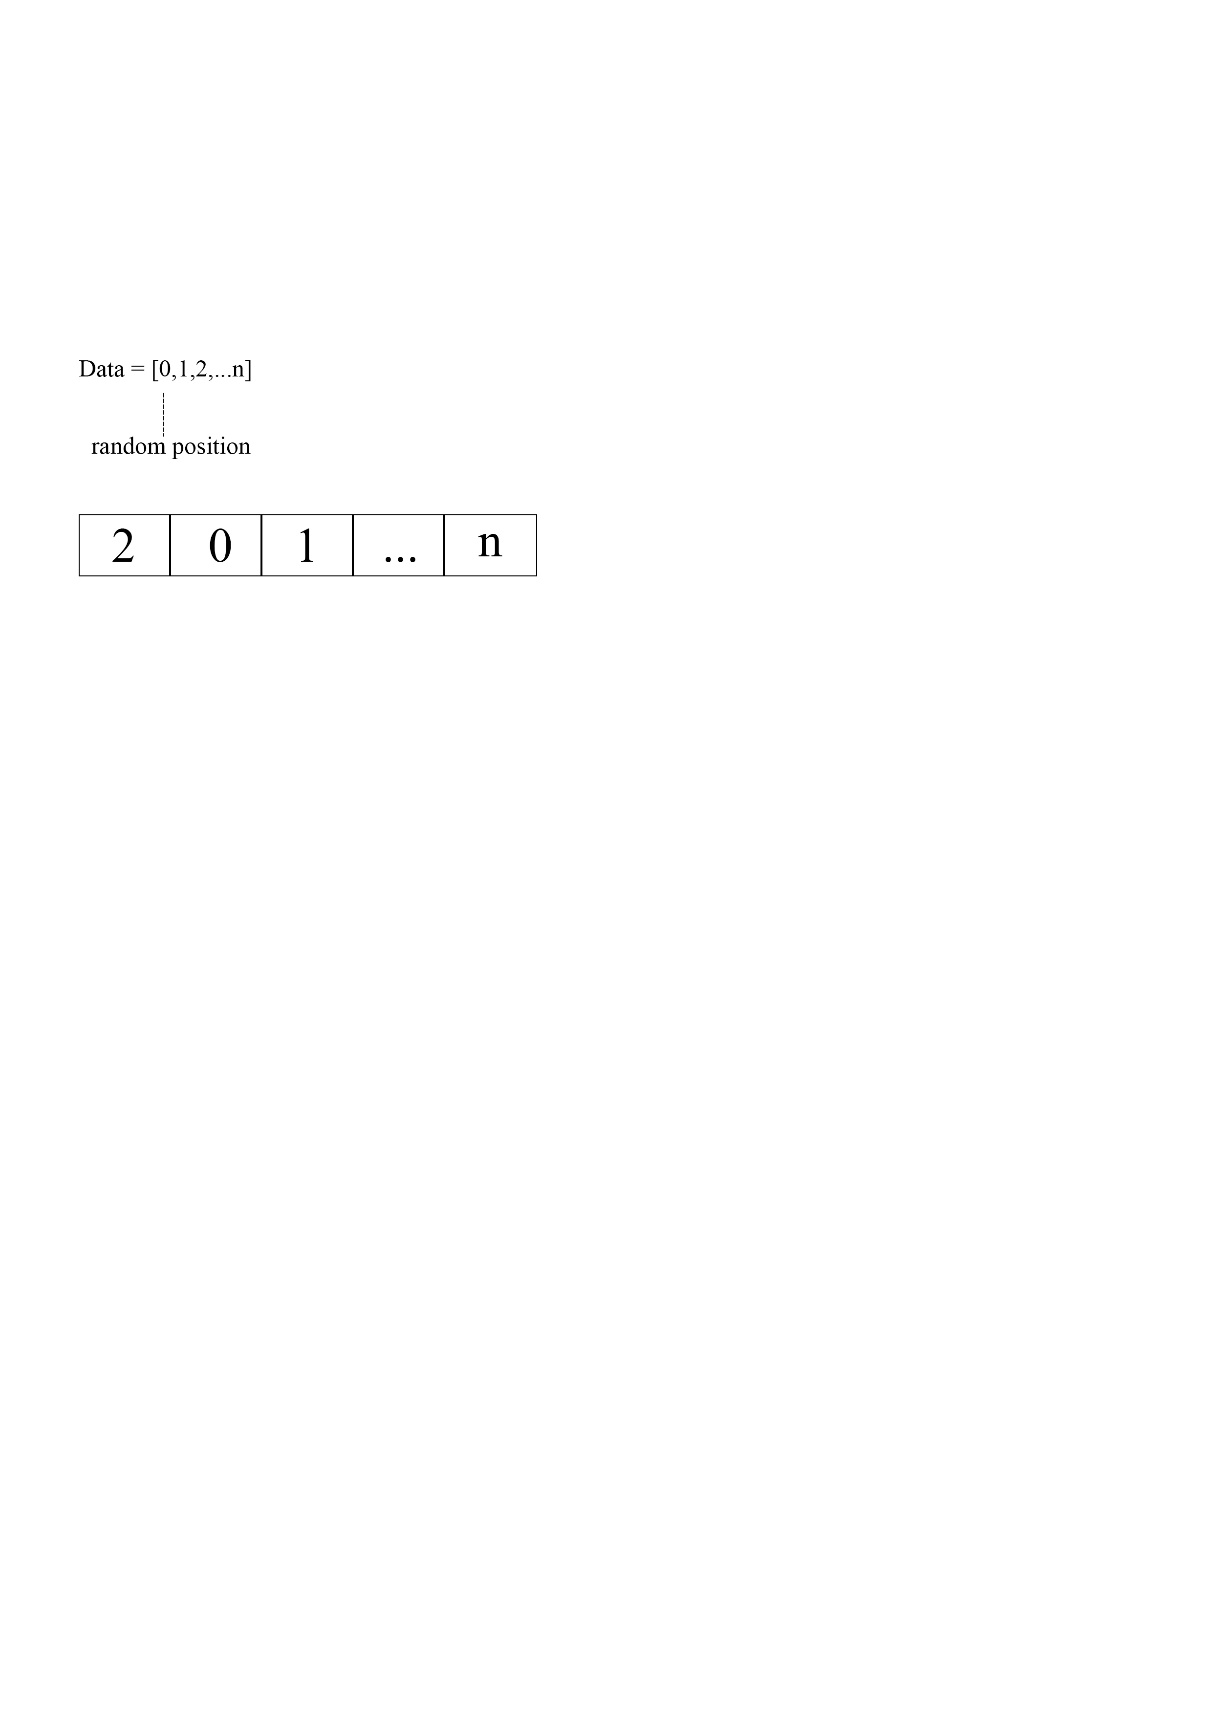 Data = [0,1,2,...n]
random position
2 0 1 ... n